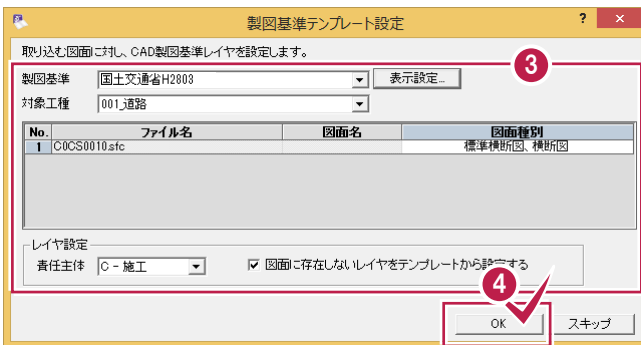 製図基準テンプレート設定
? ×
取り込む図面に対し、CAD製図基準レイヤを設定します。
3
製図基準 国土交通省H2803 表示設定...
対象工種 001_道路
No. ファイル名 図面名 図面種別
1 C0CS0010.sfc 標準横断図、横断図
レイヤ設定
責任主体 C - 施工 図面に存在しないレイヤをテンプレートから設定する
4
OK スキップ